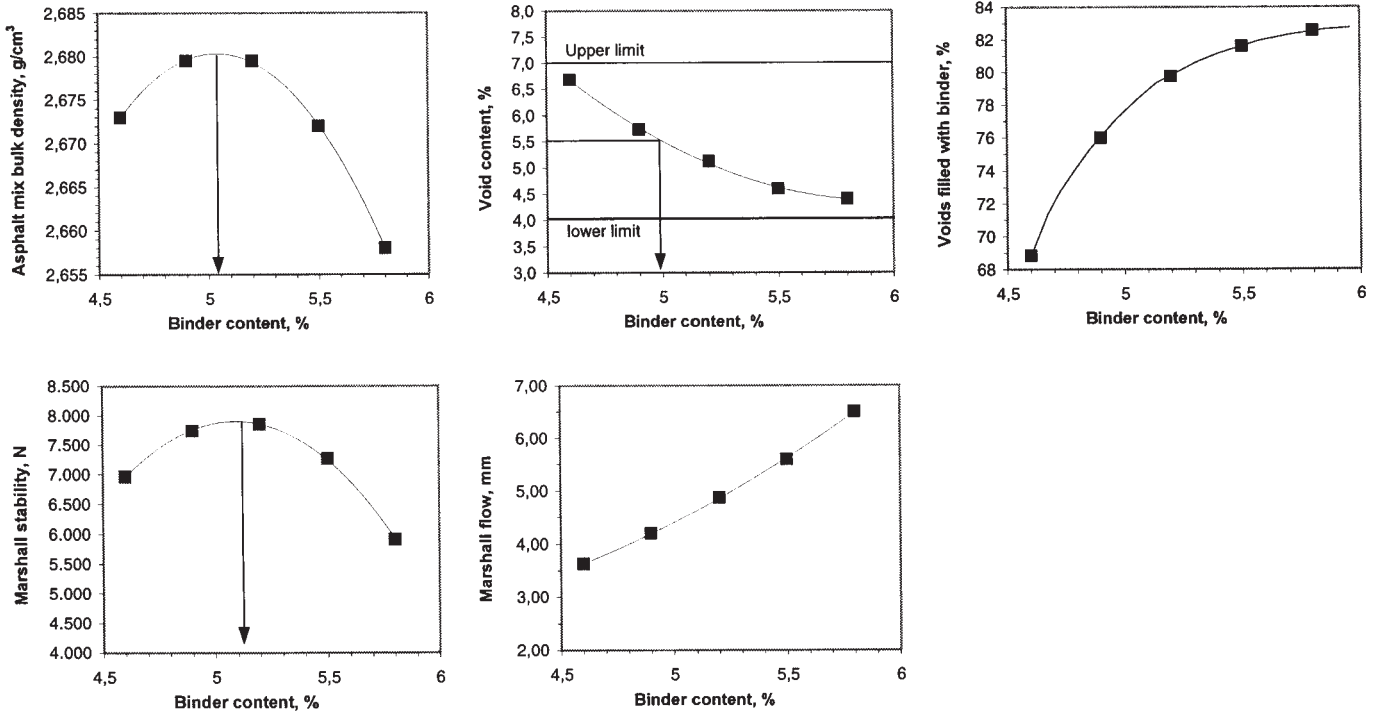 Asphalt mix bulk density, g/cm³
2,685
2,680
2,675
2,670
2,665
2,660
2,655
4,5 5 5,5 6
Binder content, %
Void content, %
8,0
7,5
7,0
6,5
6,0
5,5
5,0
4,5
4,0
3,5
3,0
Upper limit
lower limit
4,5 5 5,5 6
Binder content, %
Voids filled with binder, %
84
82
80
78
76
74
72
70
68
4,5 5 5,5 6
Binder content, %
Marshall stability, N
8.500
8.000
7.500
7.000
6.500
6.000
5.500
5.000
4.500
4.000
4,5 5 5,5 6
Binder content, %
Marshall flow, mm
7,00
6,00
5,00
4,00
3,00
2,00
4,5 5 5,5 6
Binder content, %